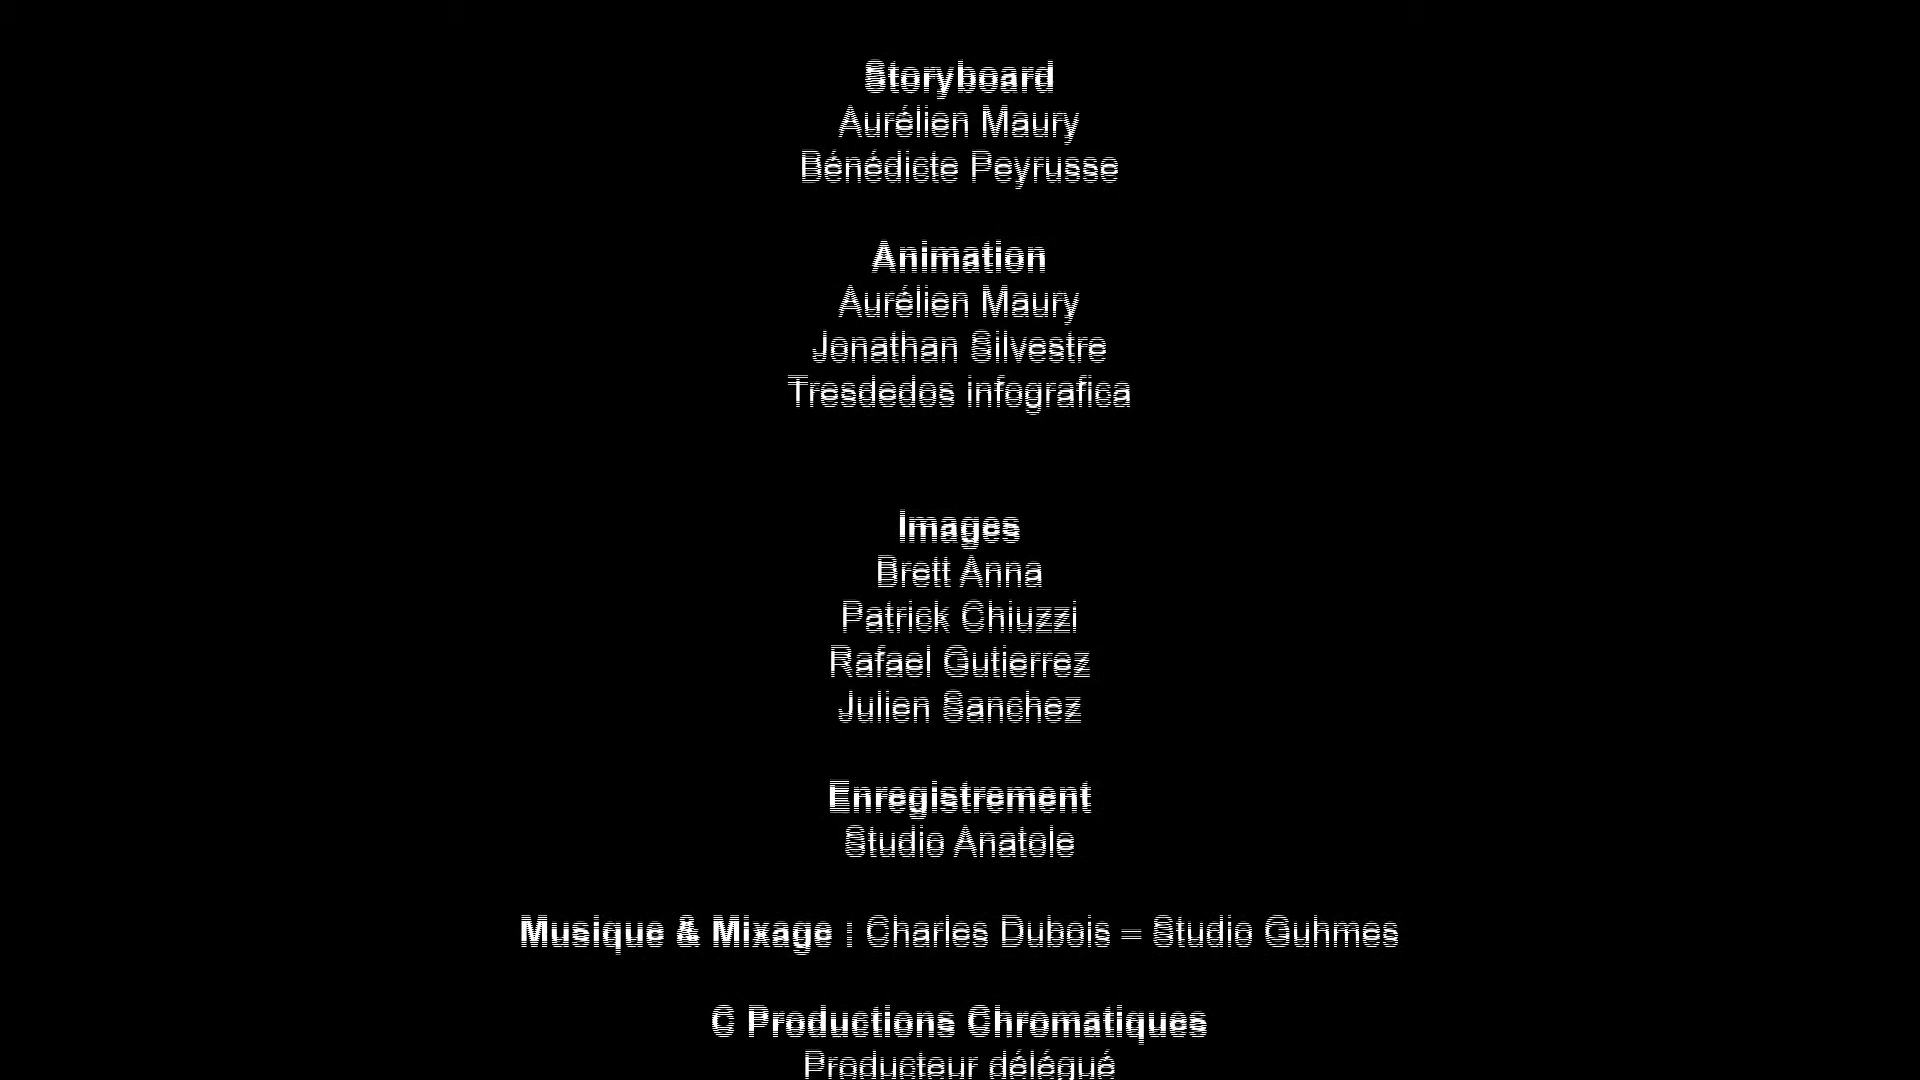 Storyboard
Aurélien Maury
Bénédicte Peyrusse
Animation
Aurélien Maury
Jonathan Silvestre
Tresdedos infografica
Images
Brett Anna
Patrick Chiuzzi
Rafael Gutierrez
Julien Sanchez
Enregistrement
Studio Anatole
Musique & Mixage : Charles Dubois – Studio Guhmes
C Productions Chromatiques
Producteur délégué